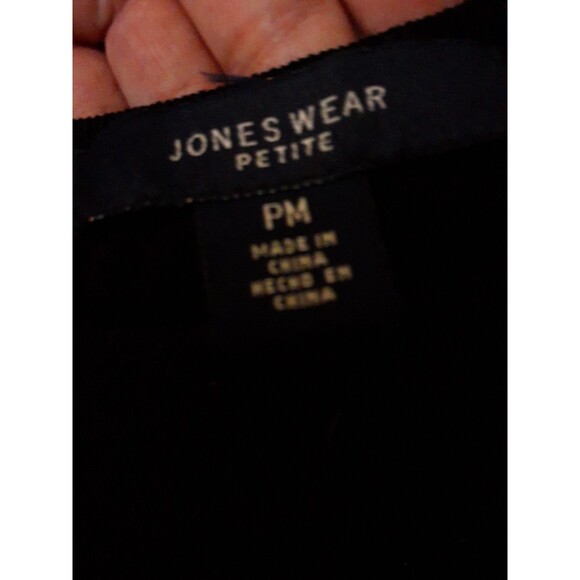 JONES WEAR
PETITE
PM
MADE IN
CHINA
HECHO EN
CHINA